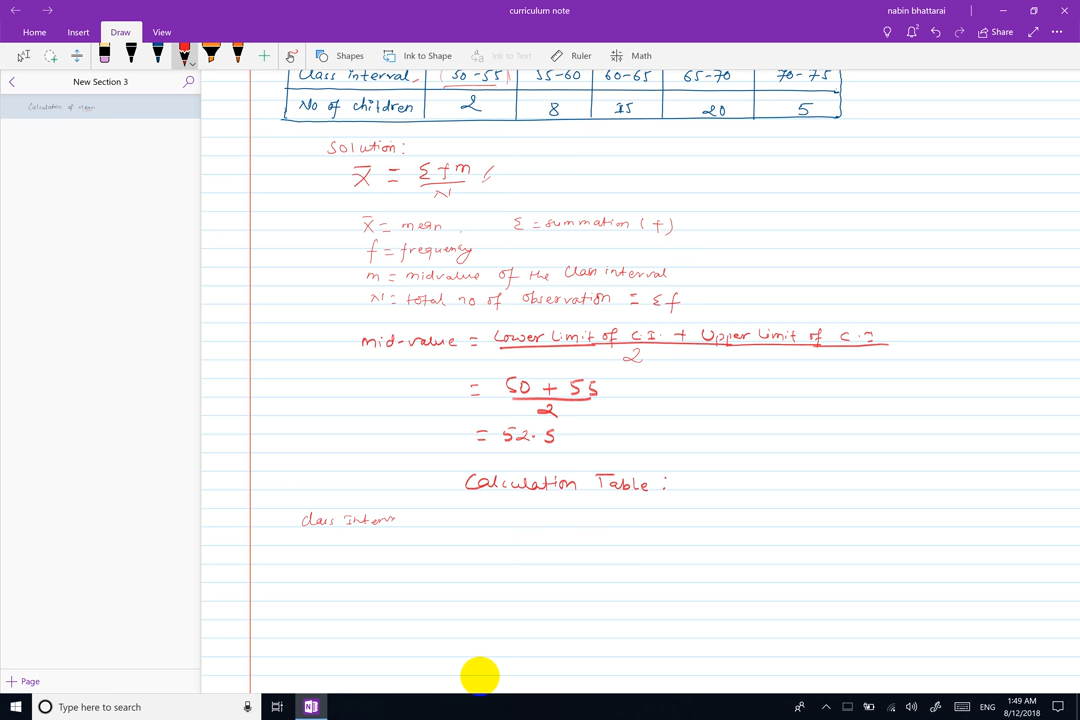 curriculum note
nabin bhattarai
Home Insert Draw View
Share
Shapes Ink to Shape Ink to Text Ruler Math
New Section 3
Calculation of mean
Class interval 50-55 55-60 60-65 65-70 70-75
No of children 2 8 15 20 5
Solution:
X̄ = Σfm
N
X̄ = mean Σ = summation (+)
f = frequency
m = midvalue of the Class interval
N = total no of observation = Σf
mid-value = Lower Limit of C.I. + Upper Limit of C.I
2
= 50 + 55
2
= 52.5
Calculation Table:
Class Interv
+ Page
Type here to search
ENG
1:49 AM
8/12/2018